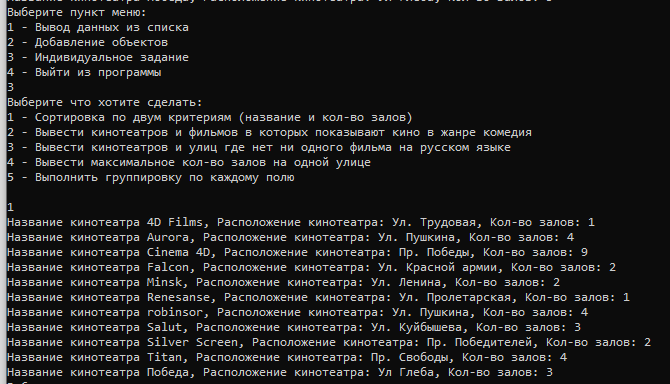 Выберите пункт меню:
1 - Вывод данных из списка
2 - Добавление объектов
3 - Индивидуальное задание
4 - Выйти из программы
3
Выберите что хотите сделать:
1 - Сортировка по двум критериям (название и кол-во залов)
2 - Вывести кинотеатров и фильмов в которых показывают кино в жанре комедия
3 - Вывести кинотеатров и улиц где нет ни одного фильма на русском языке
4 - Вывести максимальное кол-во залов на одной улице
5 - Выполнить группировку по каждому полю
1
Название кинотеатра 4D Films, Расположение кинотеатра: Ул. Трудовая, Кол-во залов: 1
Название кинотеатра Aurora, Расположение кинотеатра: Ул. Пушкина, Кол-во залов: 4
Название кинотеатра Cinema 4D, Расположение кинотеатра: Пр. Победы, Кол-во залов: 9
Название кинотеатра Falcon, Расположение кинотеатра: Ул. Красной армии, Кол-во залов: 2
Название кинотеатра Minsk, Расположение кинотеатра: Ул. Ленина, Кол-во залов: 2
Название кинотеатра Renesanse, Расположение кинотеатра: Ул. Пролетарская, Кол-во залов: 1
Название кинотеатра robinsor, Расположение кинотеатра: Ул. Пушкина, Кол-во залов: 4
Название кинотеатра Salut, Расположение кинотеатра: Ул. Куйбышева, Кол-во залов: 3
Название кинотеатра Silver Screen, Расположение кинотеатра: Пр. Победителей, Кол-во залов: 2
Название кинотеатра Titan, Расположение кинотеатра: Пр. Свободы, Кол-во залов: 4
Название кинотеатра Победа, Расположение кинотеатра: Ул Глеба, Кол-во залов: 3